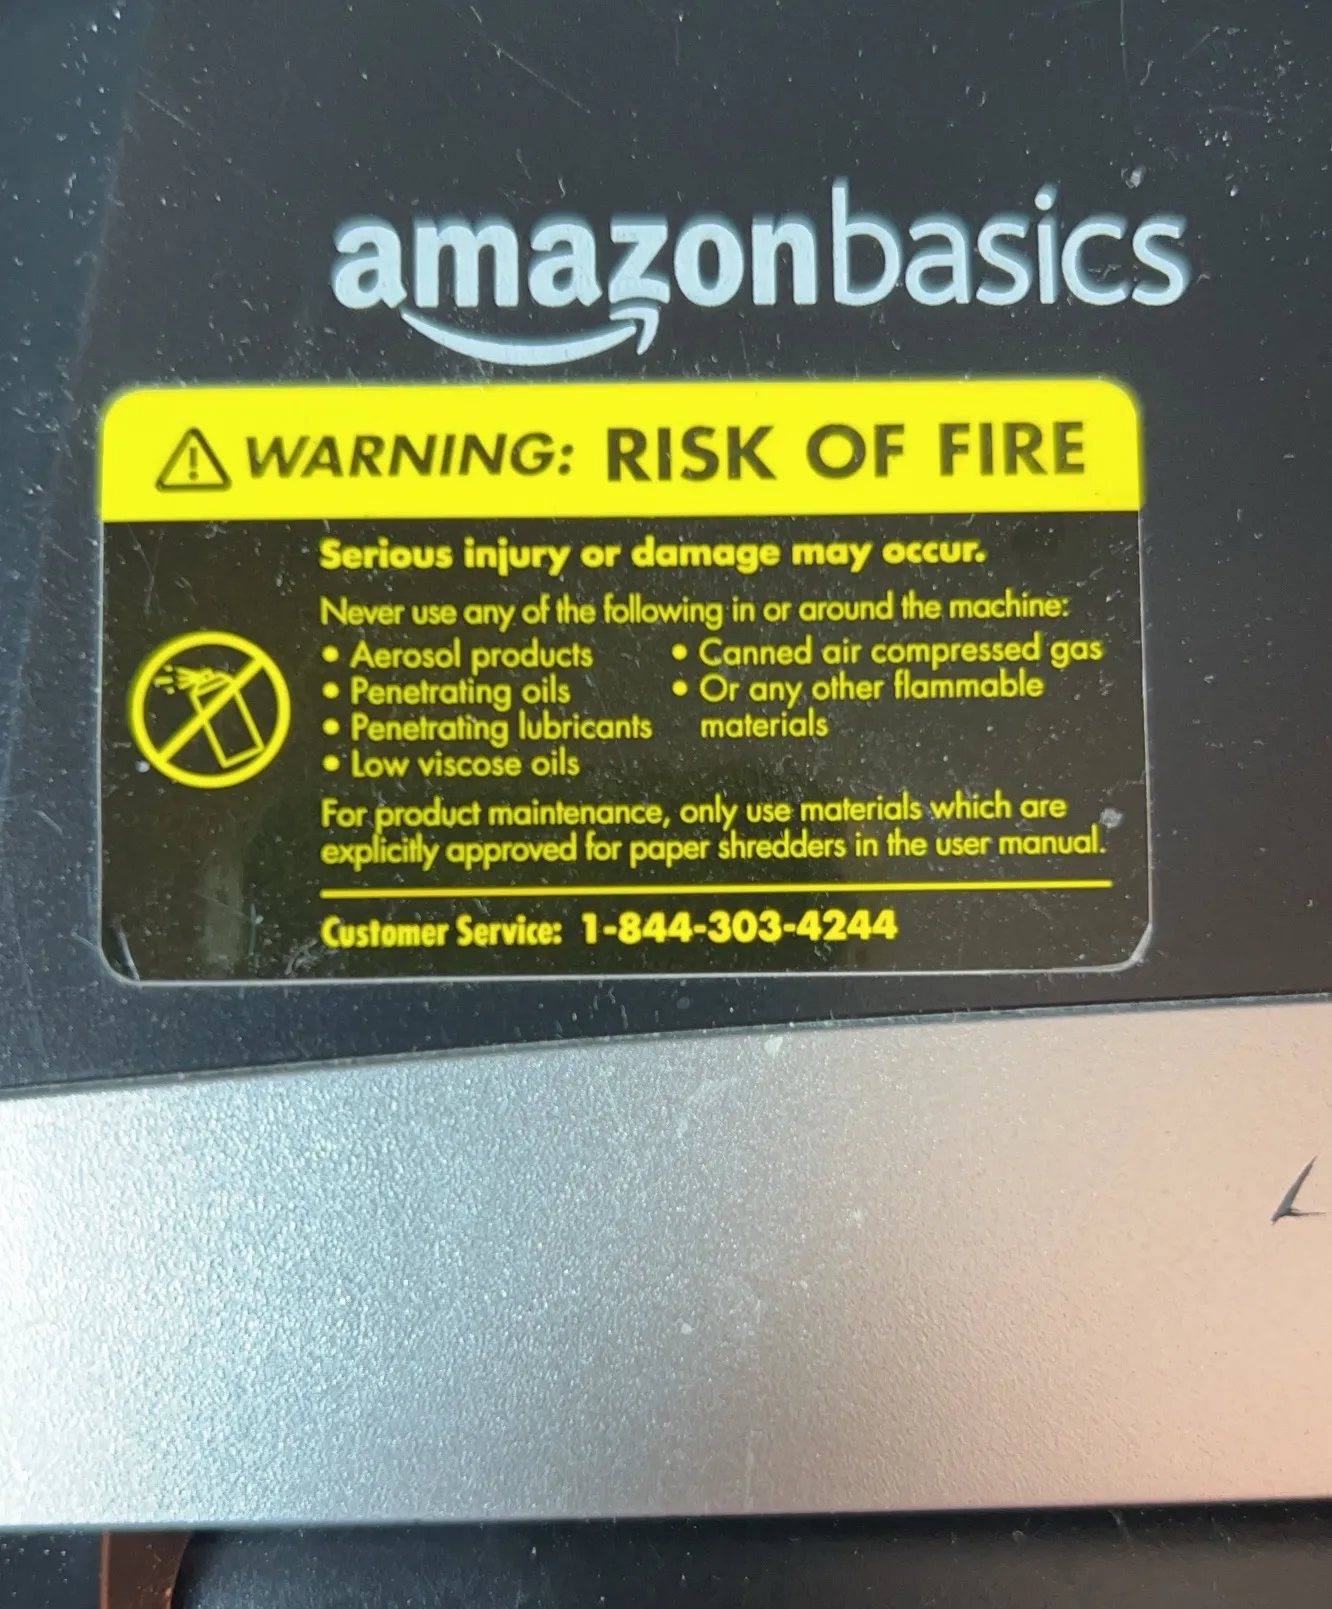 amazonbasics
WARNING: RISK OF FIRE
Serious injury or damage may occur.
Never use any of the following in or around the machine:
• Aerosol products
• Penetrating oils
• Penetrating lubricants
• Low viscose oils
• Canned air compressed gas
• Or any other flammable
materials
For product maintenance, only use materials which are
explicitly approved for paper shredders in the user manual.
Customer Service: 1-844-303-4244